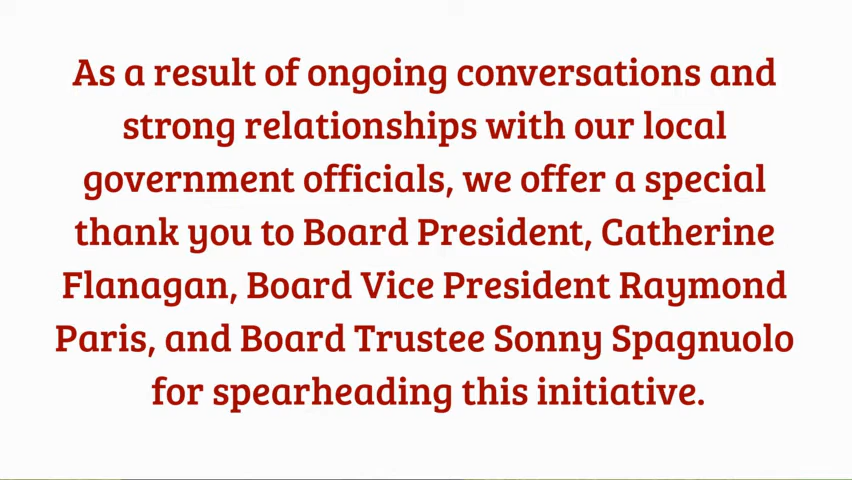 As a result of ongoing conversations and
strong relationships with our local
government officials, we offer a special
thank you to Board President, Catherine
Flanagan, Board Vice President Raymond
Paris, and Board Trustee Sonny Spagnuolo
for spearheading this initiative.